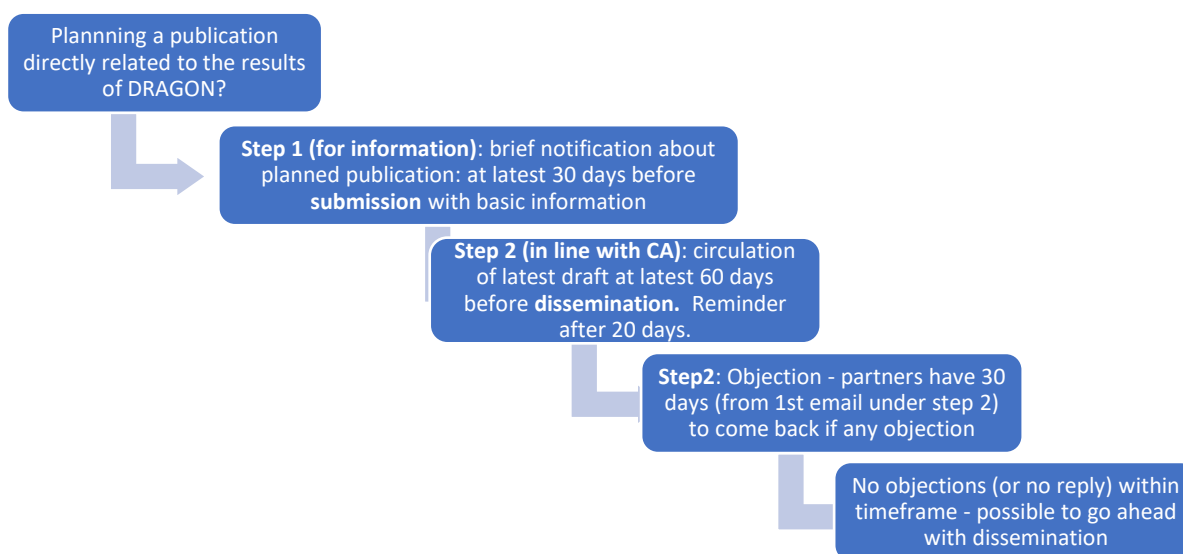 Plannning a publication
directly related to the results
of DRAGON?
Step 1 (for information): brief notification about
planned publication: at latest 30 days before
submission with basic information
Step 2 (in line with CA): circulation
of latest draft at latest 60 days
before dissemination. Reminder
after 20 days.
Step2: Objection - partners have 30
days (from 1st email under step 2)
to come back if any objection
No objections (or no reply) within
timeframe - possible to go ahead
with dissemination